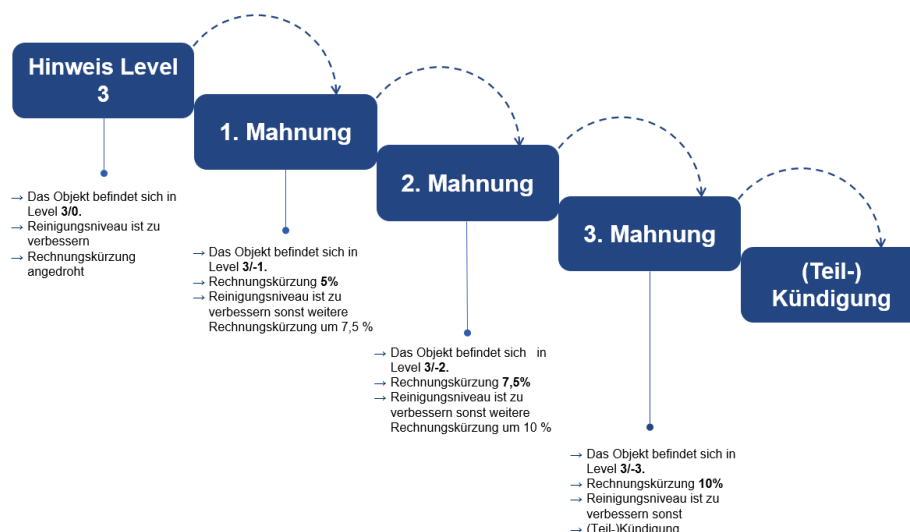 Hinweis Level
3
→ Das Objekt befindet sich in
Level 3/0.
→ Reinigungsniveau ist zu
verbessern
→ Rechnungskürzung
angedroht
1. Mahnung
→ Das Objekt befindet sich in
Level 3/-1.
→ Rechnungskürzung 5%
→ Reinigungsniveau ist zu
verbessern sonst weitere
Rechnungskürzung um 7,5 %
2. Mahnung
→ Das Objekt befindet sich in
Level 3/-2.
→ Rechnungskürzung 7,5%
→ Reinigungsniveau ist zu
verbessern sonst weitere
Rechnungskürzung um 10 %
3. Mahnung
→ Das Objekt befindet sich in
Level 3/-3.
→ Rechnungskürzung 10%
→ Reinigungsniveau ist zu
verbessern sonst
→ (Teil-)Kündigung
(Teil-)
Kündigung